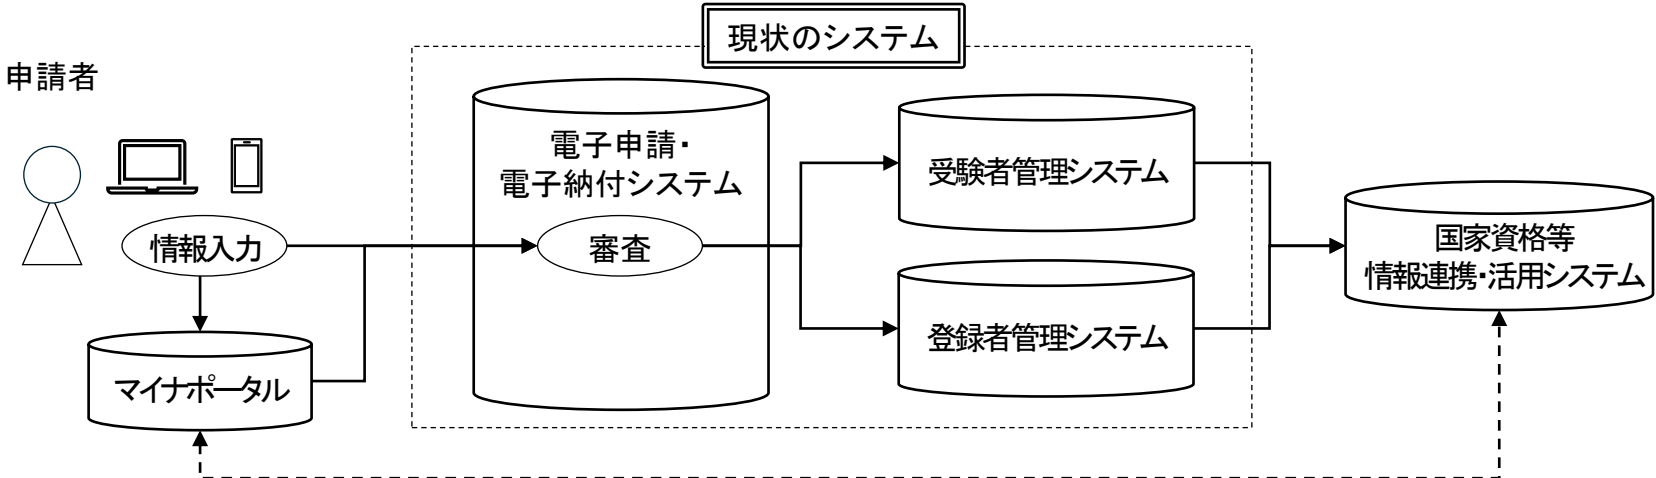 現状のシステム
申請者
電子申請・
電子納付システム
審査
情報入力
マイナポータル
受験者管理システム
登録者管理システム
国家資格等
情報連携・活用システム